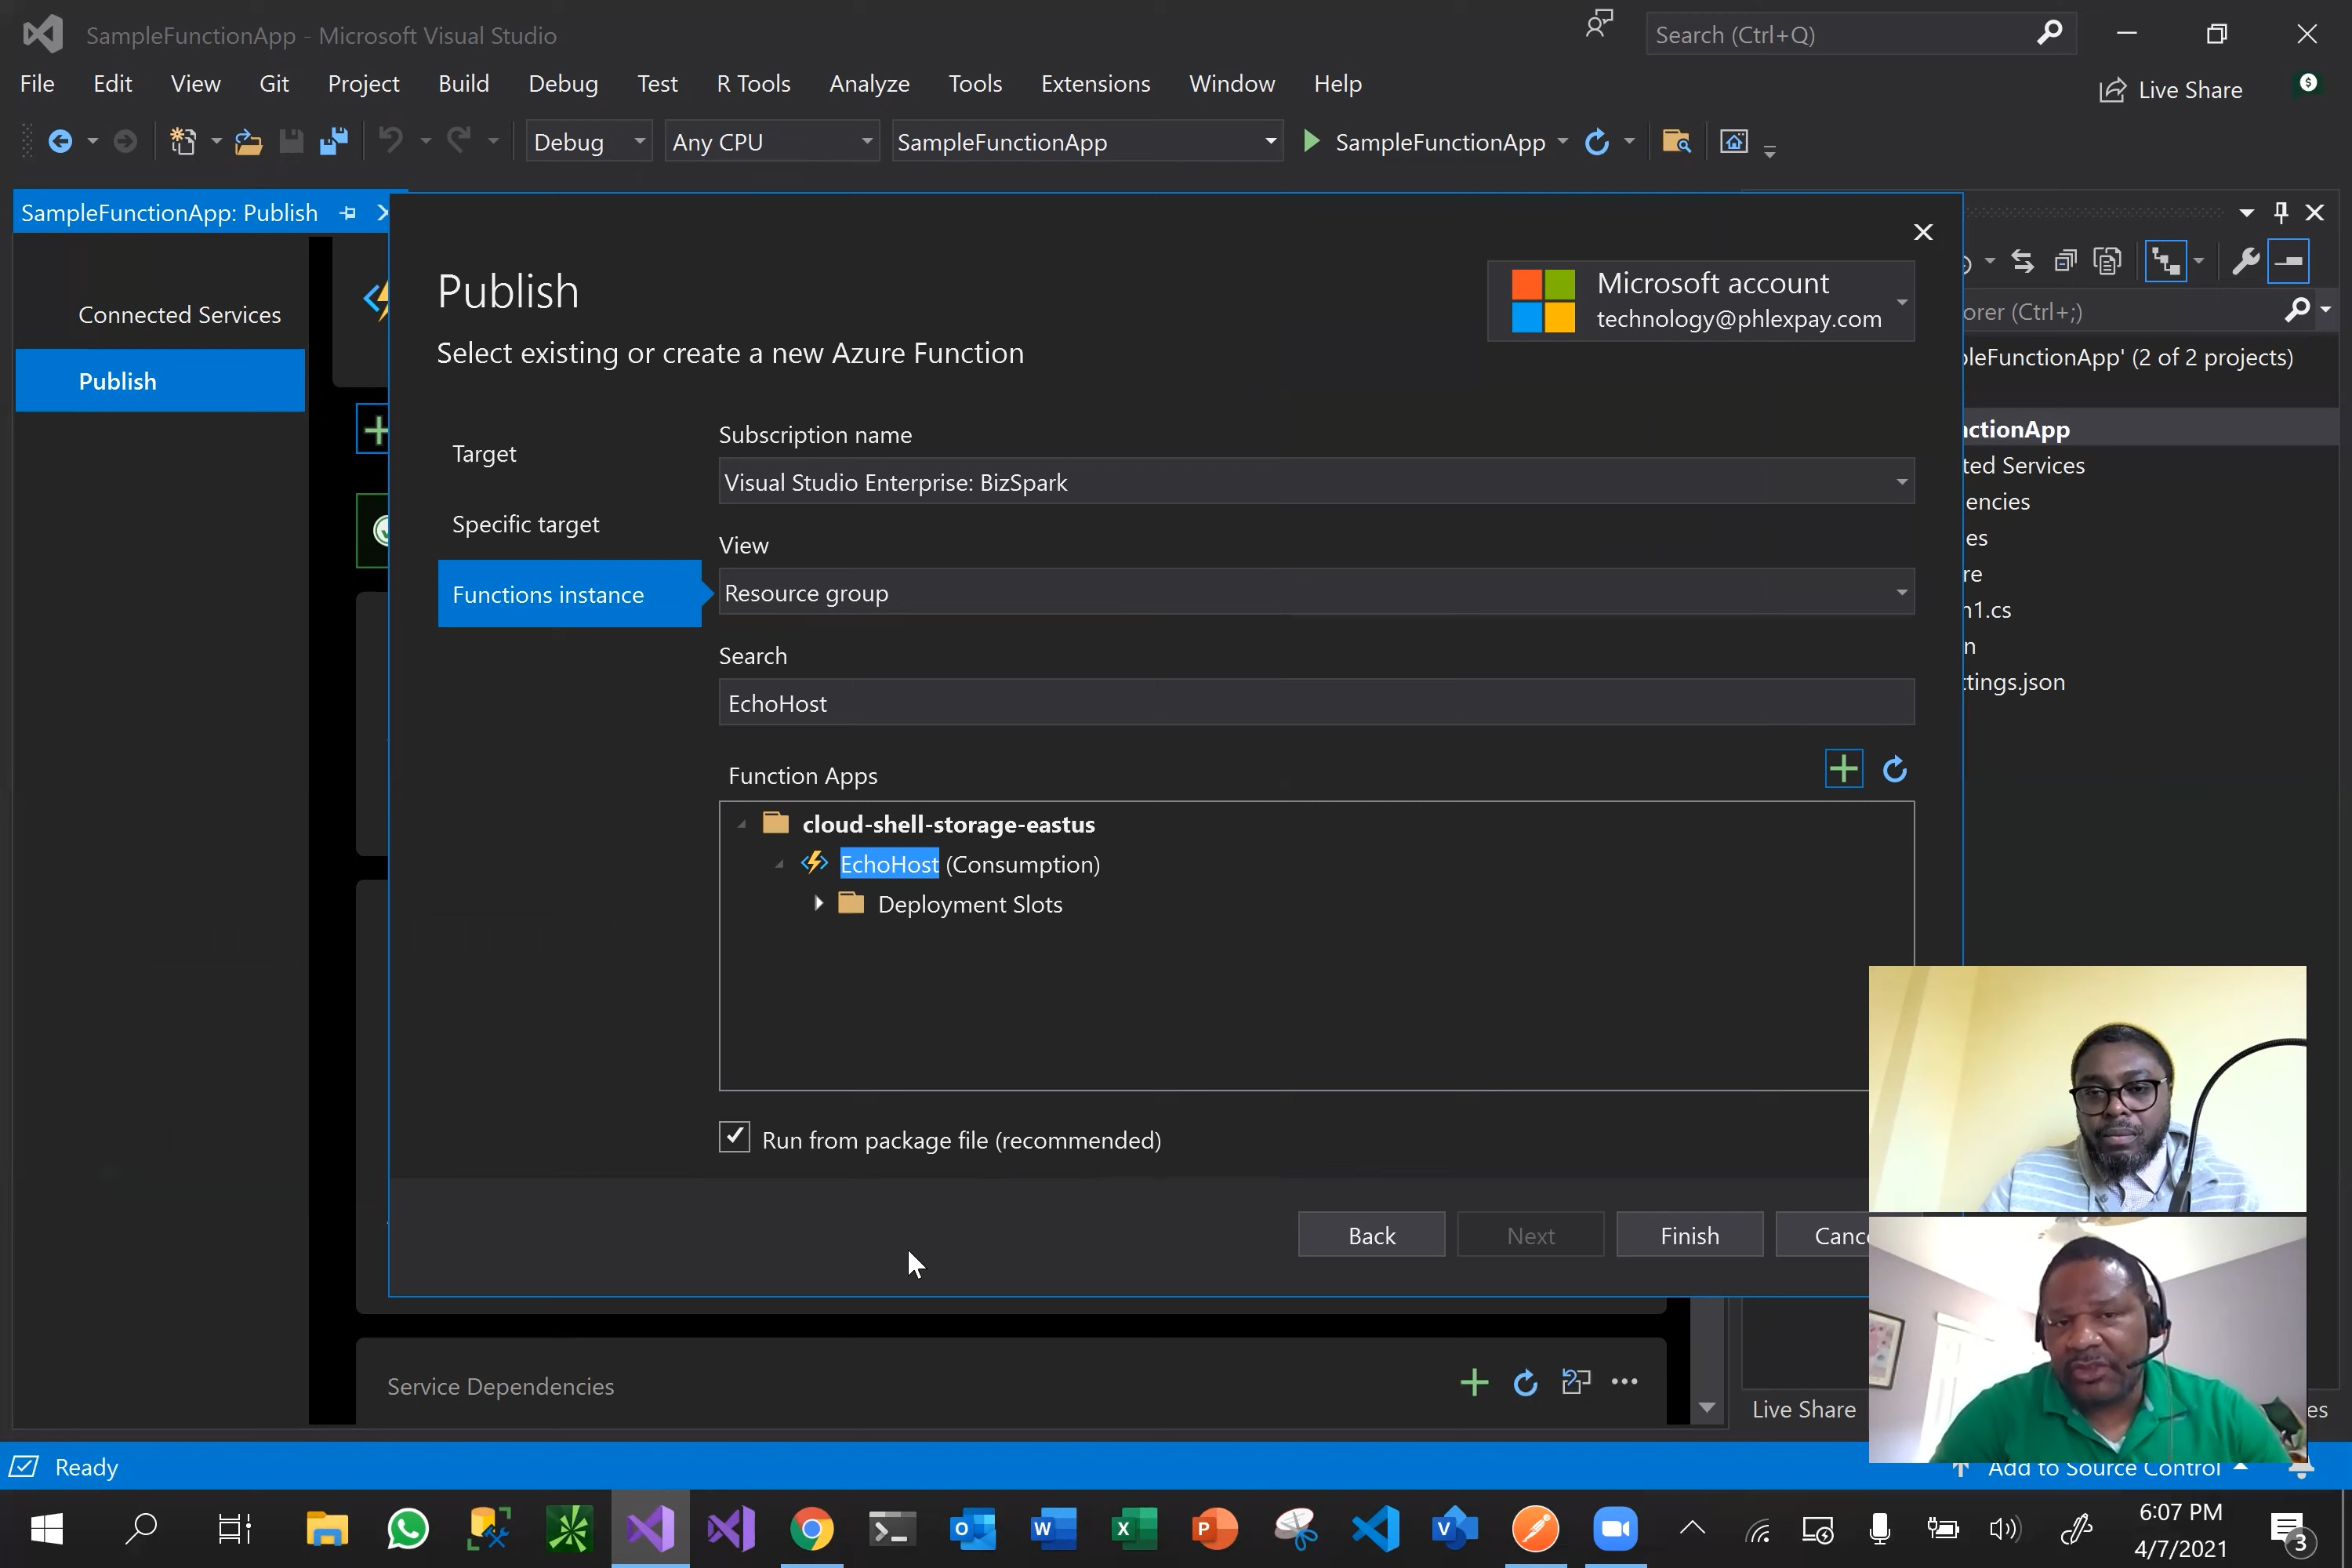 SampleFunctionApp - Microsoft Visual Studio
Search (Ctrl+Q)
File Edit View Git Project Build Debug Test R Tools Analyze Tools Extensions Window Help
Live Share
Debug
Any CPU
SampleFunctionApp
SampleFunctionApp
SampleFunctionApp: Publish
Connected Services
Publish
Publish
Select existing or create a new Azure Function
Microsoft account
technology@phlexpay.com
Target
Specific target
Functions instance
Subscription name
Visual Studio Enterprise: BizSpark
View
Resource group
Search
EchoHost
Function Apps
cloud-shell-storage-eastus
EchoHost (Consumption)
Deployment Slots
Run from package file (recommended)
Back
Next
Finish
Canc
orer (Ctrl+;)
leFunctionApp' (2 of 2 projects)
ctionApp
ted Services
encies
es
re
n1.cs
n
tings.json
Service Dependencies
Live Share
es
Ready
Add to Source Control
6:07 PM
4/7/2021
3